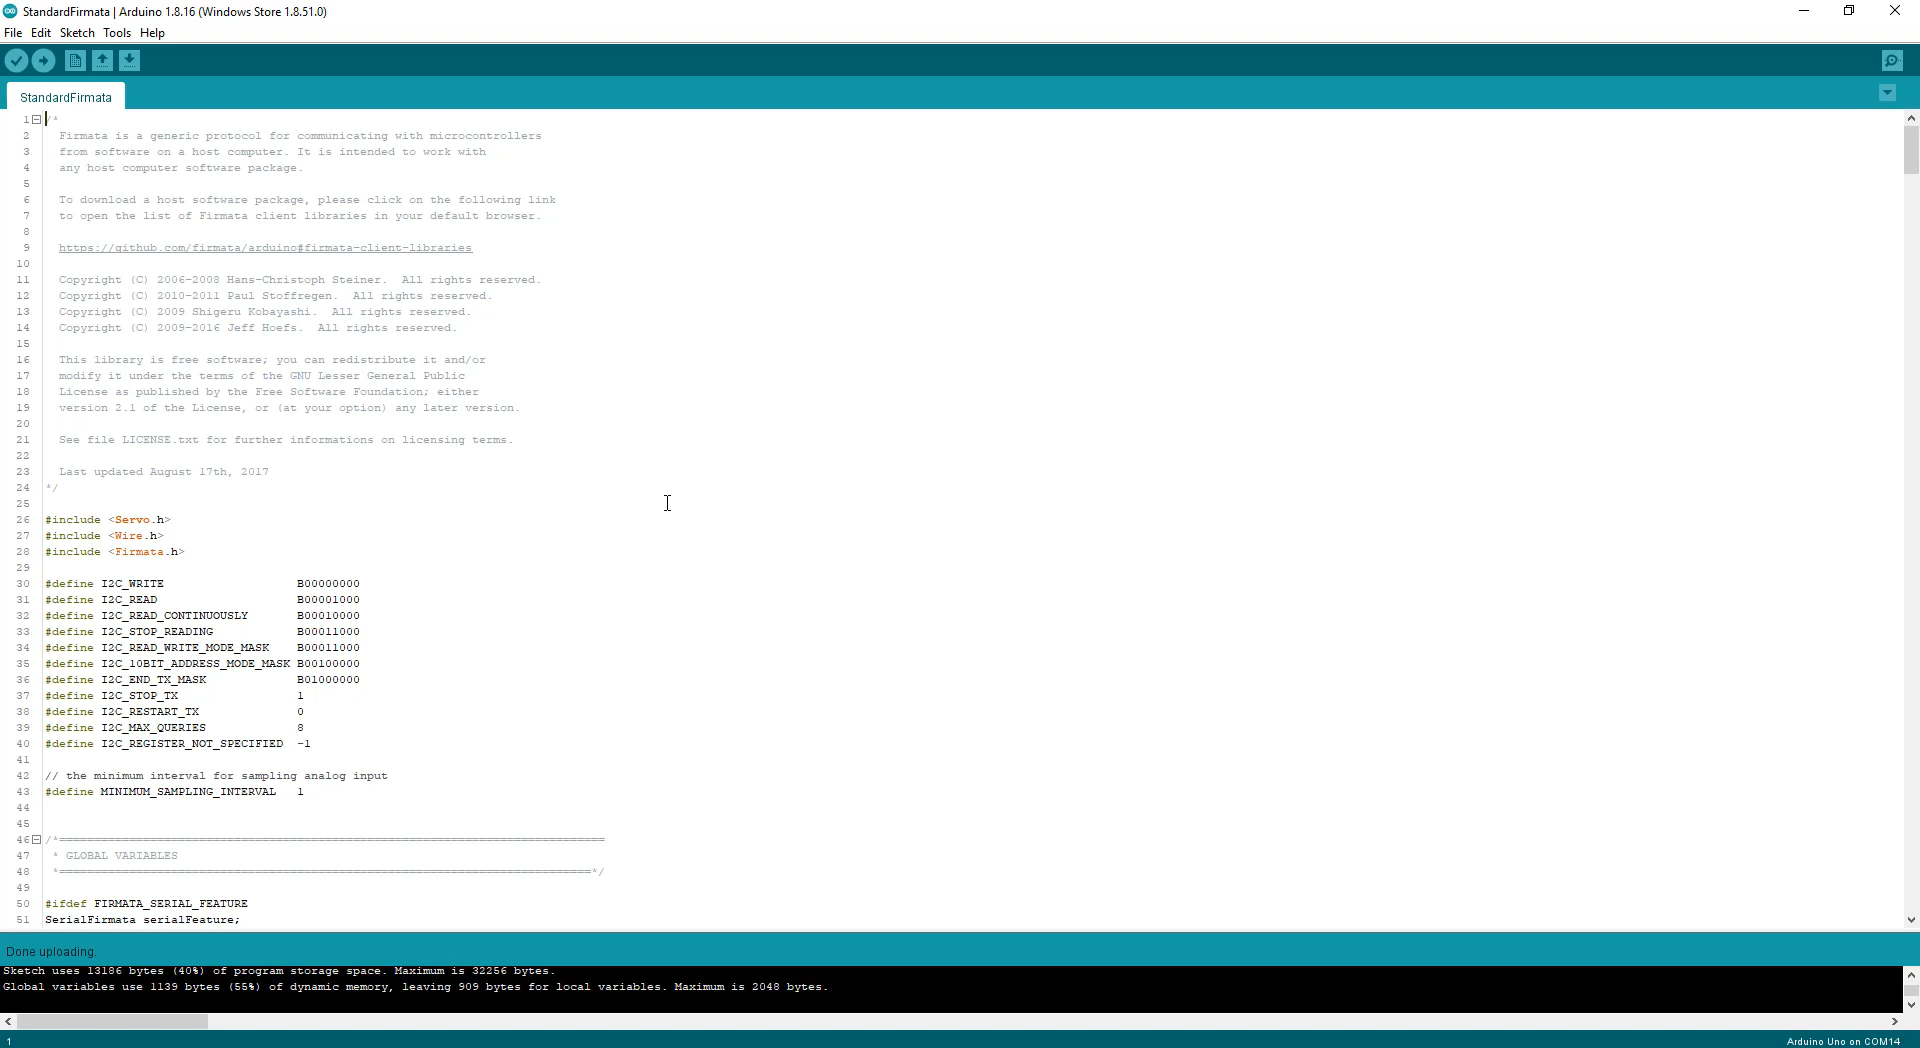 StandardFirmata | Arduino 1.8.16 (Windows Store 1.8.51.0)
File Edit Sketch Tools Help
StandardFirmata
1 /*
2 Firmata is a generic protocol for communicating with microcontrollers
3 from software on a host computer. It is intended to work with
4 any host computer software package.
5
6 To download a host software package, please click on the following link
7 to open the list of Firmata client libraries in your default browser.
8
9 https://github.com/firmata/arduino#firmata-client-libraries
10
11 Copyright (C) 2006-2008 Hans-Christoph Steiner.  All rights reserved.
12 Copyright (C) 2010-2011 Paul Stoffregen.  All rights reserved.
13 Copyright (C) 2009 Shigeru Kobayashi.  All rights reserved.
14 Copyright (C) 2009-2016 Jeff Hoefs.  All rights reserved.
15
16 This library is free software; you can redistribute it and/or
17 modify it under the terms of the GNU Lesser General Public
18 License as published by the Free Software Foundation; either
19 version 2.1 of the License, or (at your option) any later version.
20
21 See file LICENSE.txt for further informations on licensing terms.
22
23 Last updated August 17th, 2017
24 */
25
26 #include <Servo.h>
27 #include <Wire.h>
28 #include <Firmata.h>
29
30 #define I2C_WRITE B00000000
31 #define I2C_READ B00001000
32 #define I2C_READ_CONTINUOUSLY B00010000
33 #define I2C_STOP_READING B00011000
34 #define I2C_READ_WRITE_MODE_MASK B00011000
35 #define I2C_10BIT_ADDRESS_MODE_MASK B00100000
36 #define I2C_END_TX_MASK B01000000
37 #define I2C_STOP_TX 1
38 #define I2C_RESTART_TX 0
39 #define I2C_MAX_QUERIES 8
40 #define I2C_REGISTER_NOT_SPECIFIED -1
41
42 // the minimum interval for sampling analog input
43 #define MINIMUM_SAMPLING_INTERVAL 1
44
45
46 /*==============================================================================
47 * GLOBAL VARIABLES
48 *============================================================================*/
49
50 #ifdef FIRMATA_SERIAL_FEATURE
51 SerialFirmata serialFeature;
Done uploading.
Sketch uses 13186 bytes (40%) of program storage space. Maximum is 32256 bytes.
Global variables use 1139 bytes (55%) of dynamic memory, leaving 909 bytes for local variables. Maximum is 2048 bytes.
1 Arduino Uno on COM14